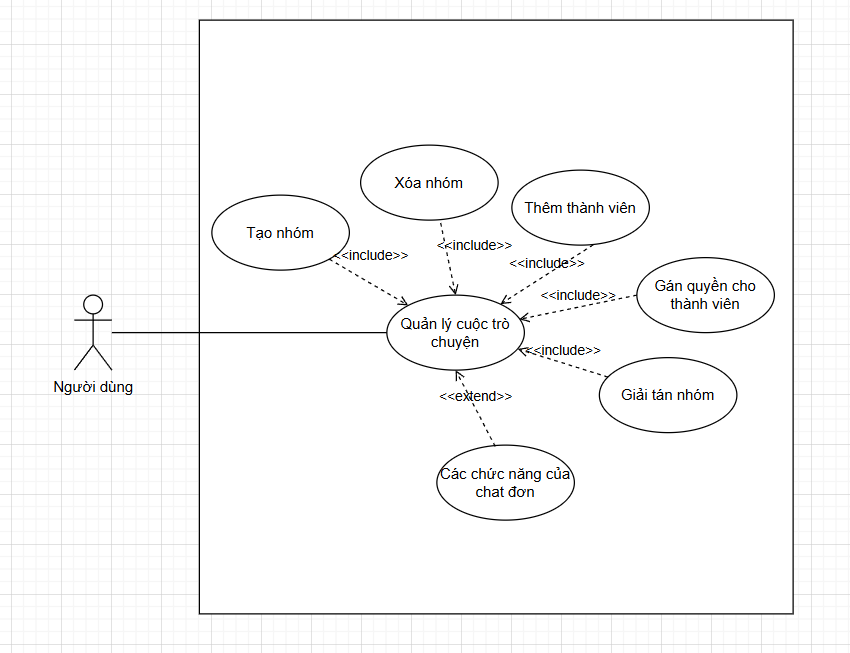 Xóa nhóm
Thêm thành viên
Tạo nhóm
<<include>>
<<include>>
<<include>>
<<include>>
Gán quyền cho
thành viên
Quản lý cuộc trò
chuyện
<<include>>
Người dùng
Giải tán nhóm
<<extend>>
Các chức năng của
chat đơn